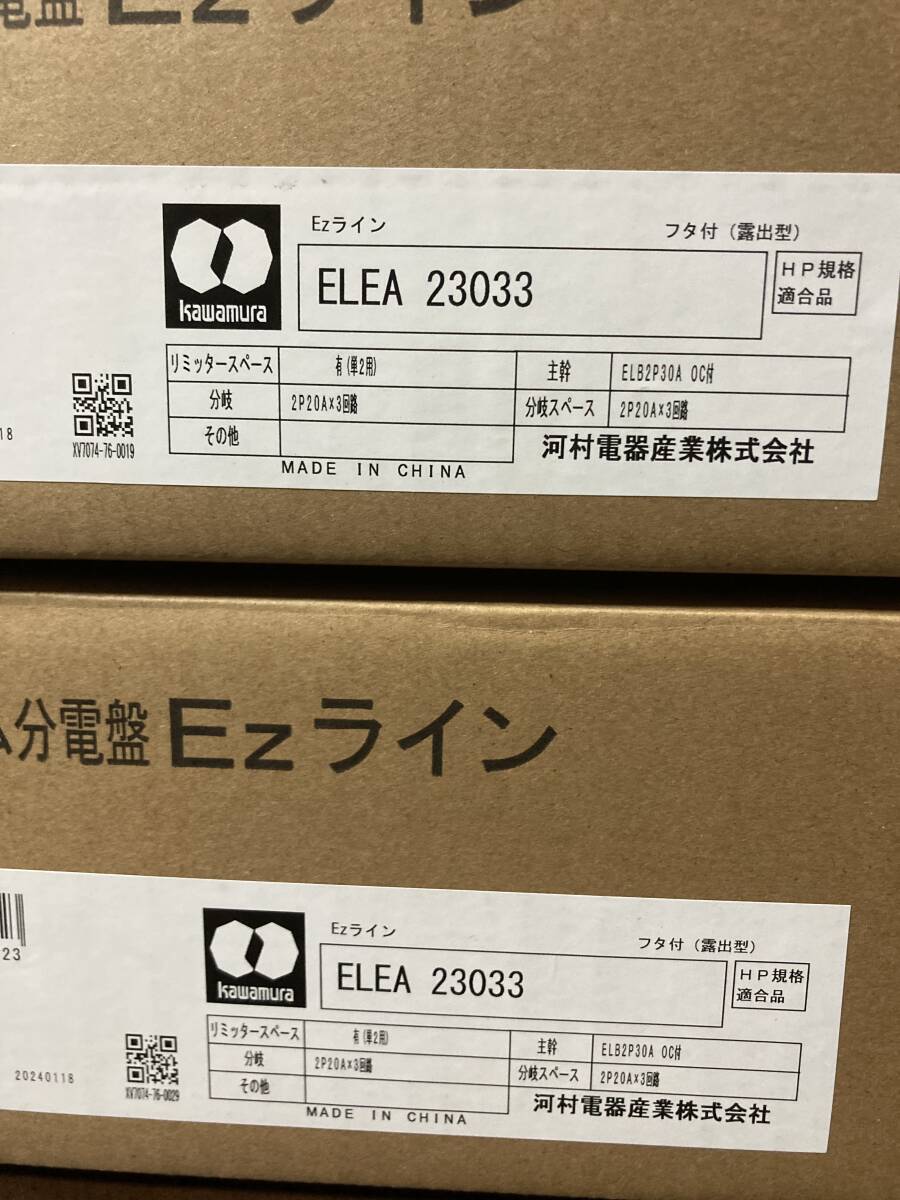 電盤 Ezライン
Ezライン
フタ付（露出型）
kawamura
ELEA 23033
HP規格
適合品
リミッタースペース 有(単2用) 主幹 ELB2P30A OC付
分岐 2P20A×3回路 分岐スペース 2P20A×3回路
その他
河村電器産業株式会社
MADE IN CHINA
18
XV7074-76-0019
ム分電盤 Ezライン
23
Ezライン
フタ付（露出型）
kawamura
ELEA 23033
HP規格
適合品
リミッタースペース 有(単2用) 主幹 ELB2P30A OC付
分岐 2P20A×3回路 分岐スペース 2P20A×3回路
その他
河村電器産業株式会社
MADE IN CHINA
20240118
XV7074-76-0029